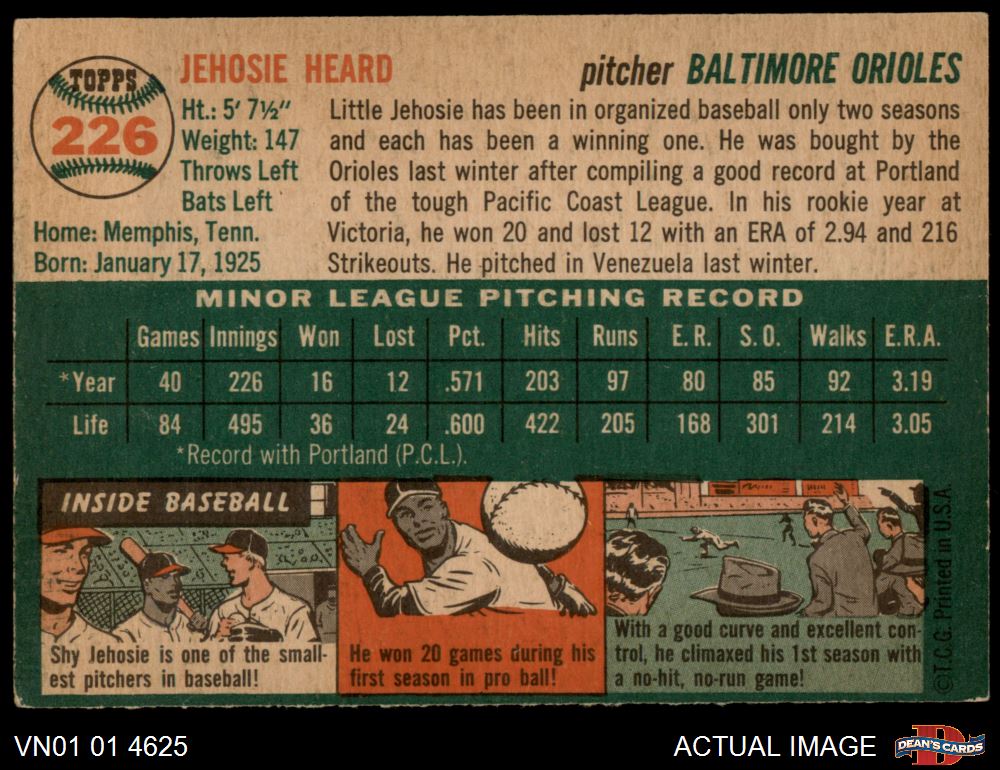 TOPPS
226
JEHOSIE HEARD
pitcher BALTIMORE ORIOLES
Ht.: 5' 7½"
Weight: 147
Throws Left
Bats Left
Home: Memphis, Tenn.
Born: January 17, 1925
Little Jehosie has been in organized baseball only two seasons
and each has been a winning one. He was bought by the
Orioles last winter after compiling a good record at Portland
of the tough Pacific Coast League. In his rookie year at
Victoria, he won 20 and lost 12 with an ERA of 2.94 and 216
Strikeouts. He pitched in Venezuela last winter.
MINOR LEAGUE PITCHING RECORD
Games Innings Won Lost Pct. Hits Runs E.R. S.O. Walks E.R.A.
*Year 40 226 16 12 .571 203 97 80 85 92 3.19
Life 84 495 36 24 .600 422 205 168 301 214 3.05
*Record with Portland (P.C.L.).
INSIDE BASEBALL
Shy Jehosie is one of the small-
est pitchers in baseball!
He won 20 games during his
first season in pro ball!
With a good curve and excellent con-
trol, he climaxed his 1st season with
a no-hit, no-run game!
©T.C.G. Printed in U.S.A.
VN01 01 4625
ACTUAL IMAGE
D
DEAN'S CARDS